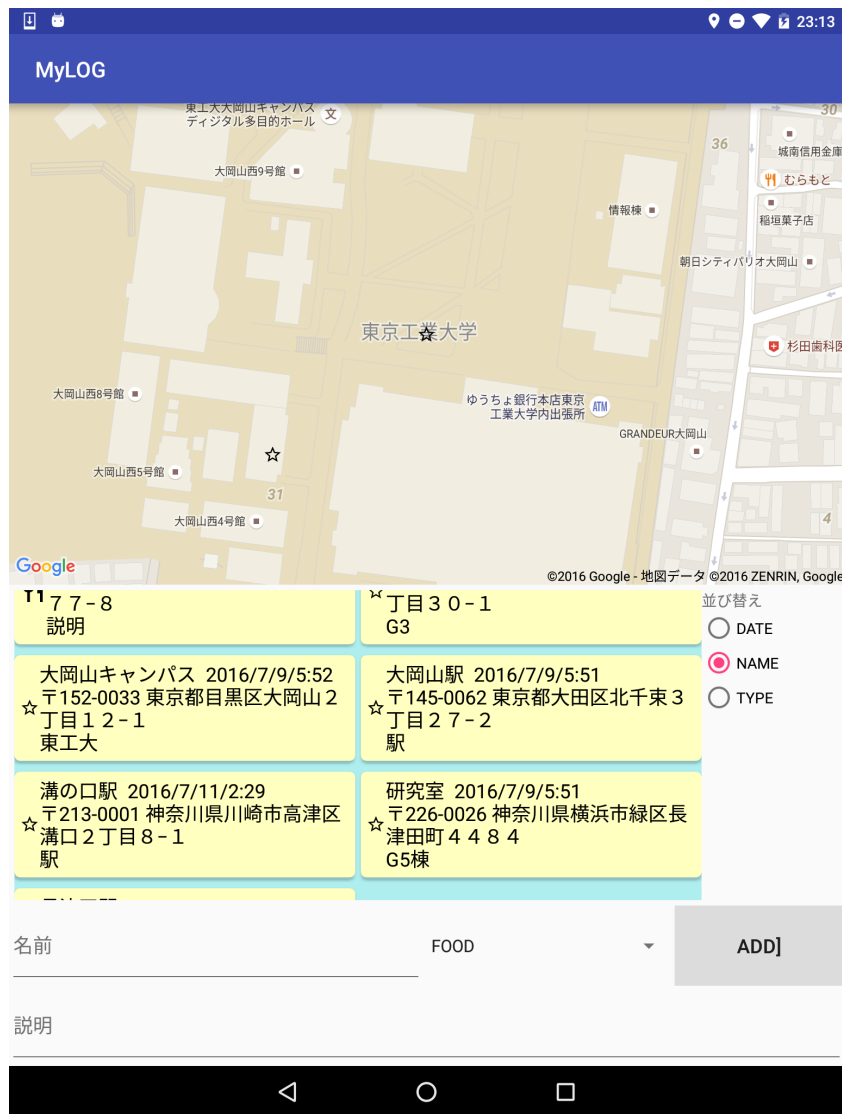 23:13
MyLOG
東工大大岡山キャンパス
ディジタル多目的ホール
文
30
36
城南信用金庫
大岡山西9号館
むらもと
情報棟
稲垣菓子店
朝日シティパリオ大岡山
東京工業大学
杉田歯科医
大岡山西8号館
ゆうちょ銀行本店東京
工業大学内出張所
ATM
GRANDEUR大岡山
大岡山西5号館
31
大岡山西4号館
4
Google
©2016 Google - 地図データ ©2016 ZENRIN, Google
７７−８
説明
丁目３０−１
G3
並び替え
DATE
NAME
TYPE
大岡山キャンパス 2016/7/9/5:52
〒152-0033 東京都目黒区大岡山２
丁目１２−１
東工大
大岡山駅 2016/7/9/5:51
〒145-0062 東京都大田区北千束３
丁目２７−２
駅
溝の口駅 2016/7/11/2:29
〒213-0001 神奈川県川崎市高津区
溝口２丁目８−１
駅
研究室 2016/7/9/5:51
〒226-0026 神奈川県横浜市緑区長
津田町４４８４
G5棟
名前
FOOD
ADD]
説明